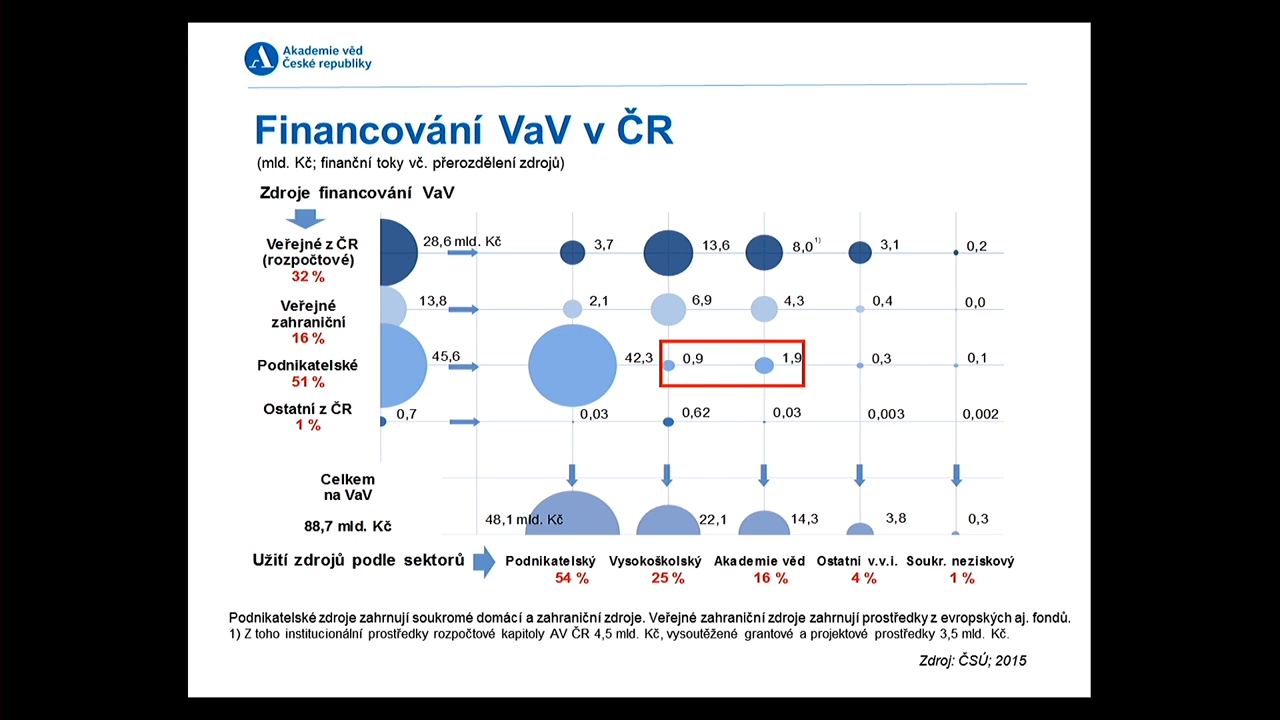 Akademie věd
České republiky
Financování VaV v ČR
(mld. Kč; finanční toky vč. přerozdělení zdrojů)
Zdroje financování VaV
Veřejné z ČR
(rozpočtové)
32 %
28,6 mld. Kč
3,7
13,6
8,0 1)
3,1
0,2
Veřejné
zahraniční
16 %
13,8
2,1
6,9
4,3
0,4
0,0
Podnikatelské
51 %
45,6
42,3
0,9
1,9
0,3
0,1
Ostatní z ČR
1 %
0,7
0,03
0,62
0,03
0,003
0,002
Celkem
na VaV
88,7 mld. Kč
48,1 mld. Kč
22,1
14,3
3,8
0,3
Užití zdrojů podle sektorů
Podnikatelský
54 %
Vysokoškolský
25 %
Akademie věd
16 %
Ostatní v.v.i.
4 %
Soukr. neziskový
1 %
Podnikatelské zdroje zahrnují soukromé domácí a zahraniční zdroje. Veřejné zahraniční zdroje zahrnují prostředky z evropských aj. fondů.
1) Z toho institucionální prostředky rozpočtové kapitoly AV ČR 4,5 mld. Kč, vysoutěžené grantové a projektové prostředky 3,5 mld. Kč.
Zdroj: ČSÚ; 2015